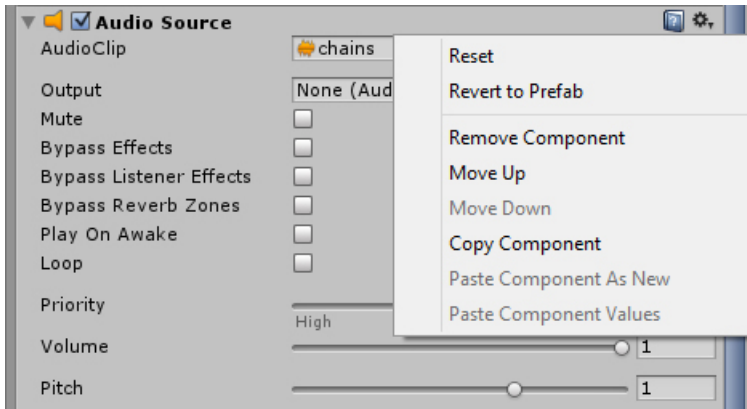 Audio Source
AudioClip
chains
Output
None (Aud
Mute
Bypass Effects
Bypass Listener Effects
Bypass Reverb Zones
Play On Awake
Loop
Priority
High
Volume
1
Pitch
1
Reset
Revert to Prefab
Remove Component
Move Up
Move Down
Copy Component
Paste Component As New
Paste Component Values